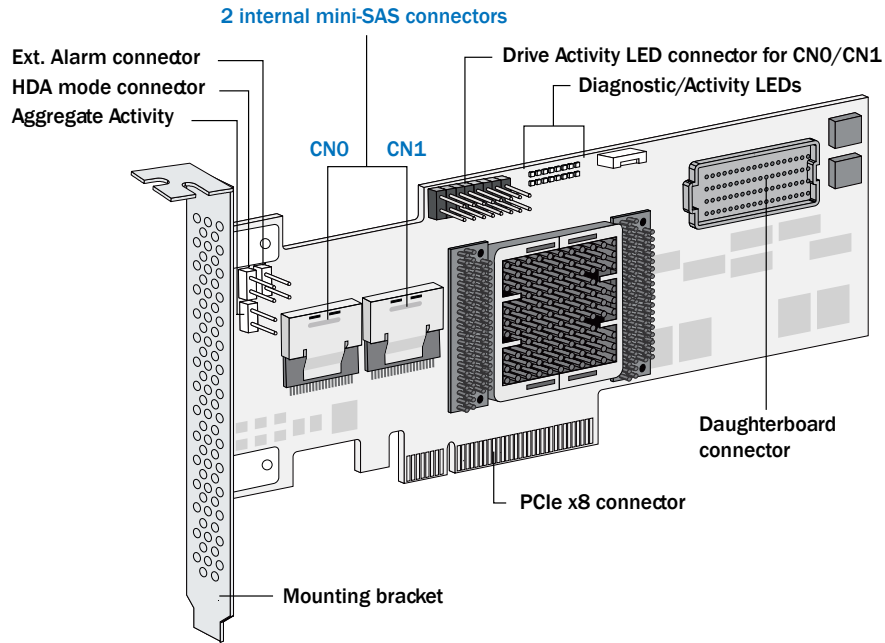 2 internal mini-SAS connectors
Ext. Alarm connector
HDA mode connector
Aggregate Activity
Drive Activity LED connector for CN0/CN1
Diagnostic/Activity LEDs
CN0
CN1
Daughterboard
connector
PCIe x8 connector
Mounting bracket